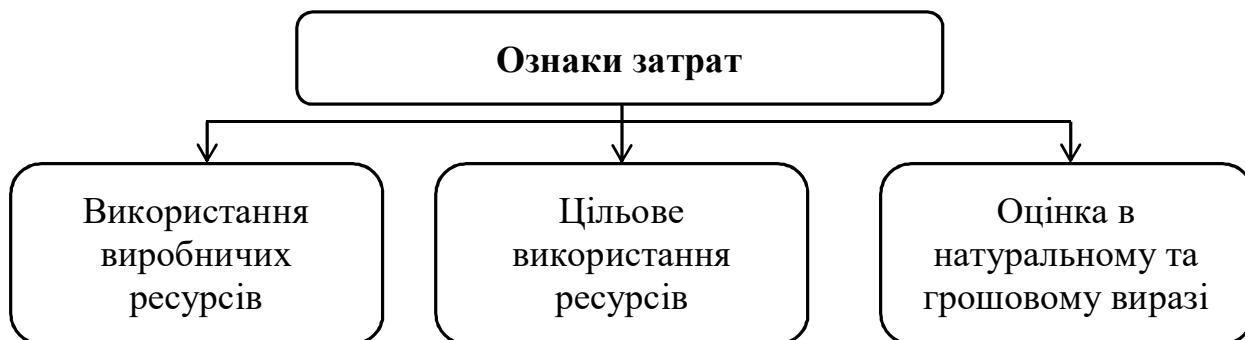 Ознаки затрат
Використання
виробничих
ресурсів
Цільове
використання
ресурсів
Оцінка в
натуральному та
грошовому виразі